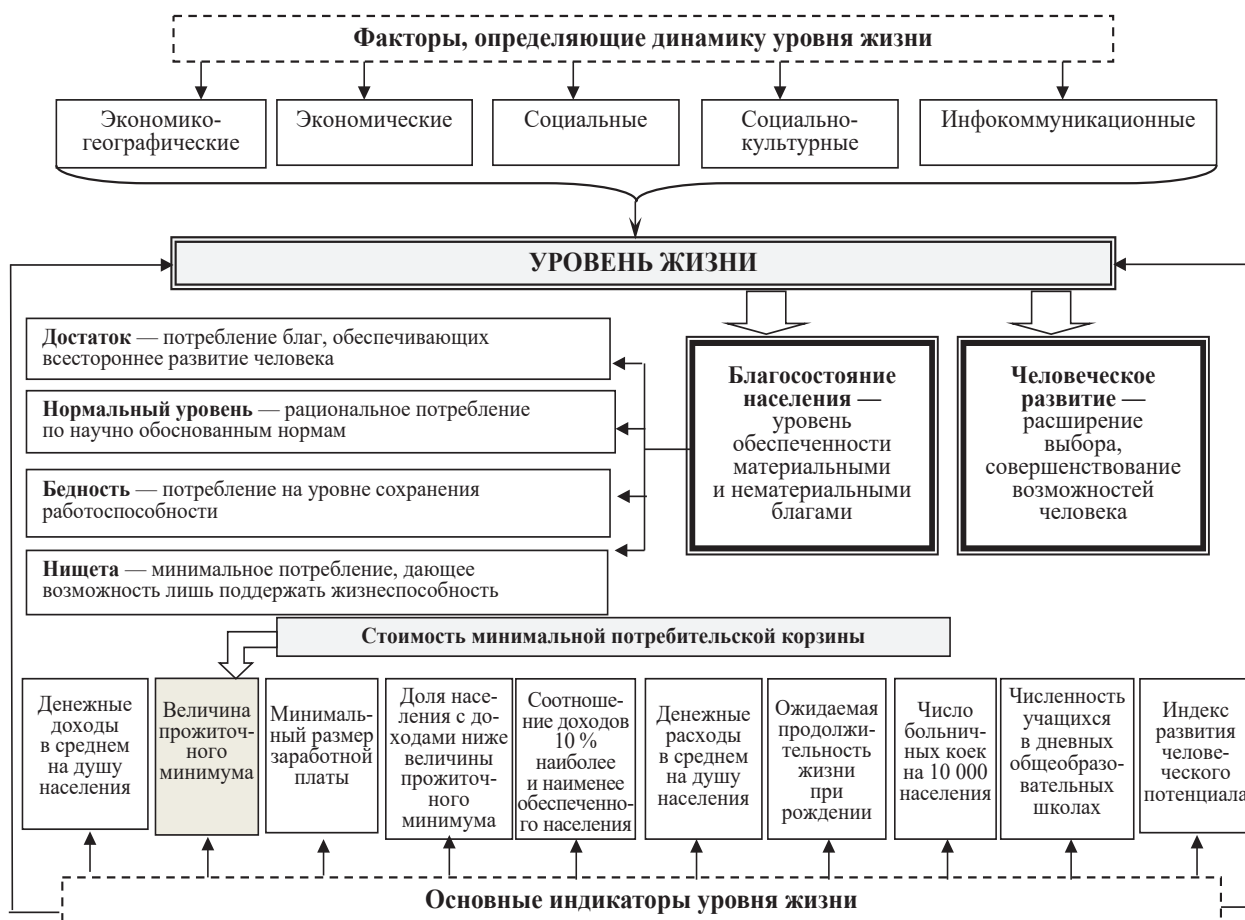 Факторы, определяющие динамику уровня жизни
Экономико-
географические
Экономические
Социальные
Социально-
культурные
Инфокоммуникационные
УРОВЕНЬ ЖИЗНИ
Достаток — потребление благ, обеспечивающих
всестороннее развитие человека
Нормальный уровень — рациональное потребление
по научно обоснованным нормам
Бедность — потребление на уровне сохранения
работоспособности
Нищета — минимальное потребление, дающее
возможность лишь поддержать жизнеспособность
Благосостояние
населения —
уровень
обеспеченности
материальными
и нематериальными
благами
Человеческое
развитие —
расширение
выбора,
совершенствование
возможностей
человека
Стоимость минимальной потребительской корзины
Денежные
доходы
в среднем
на душу
населения
Величина
прожиточ-
ного
минимума
Минималь-
ный размер
заработной
платы
Доля насе-
ления с до-
ходами ниже
величины
прожиточ-
ного
минимума
Соотноше-
ние доходов
10 %
наиболее
и наименее
обеспеченно-
го населения
Денежные
расходы
в среднем
на душу
населения
Ожидаемая
продолжи-
тельность
жизни
при
рождении
Число
больнич-
ных коек
на 10 000
населения
Численность
учащихся
в дневных
общеобразо-
вательных
школах
Индекс
развития
челове-
ческого
потенциала
Основные индикаторы уровня жизни